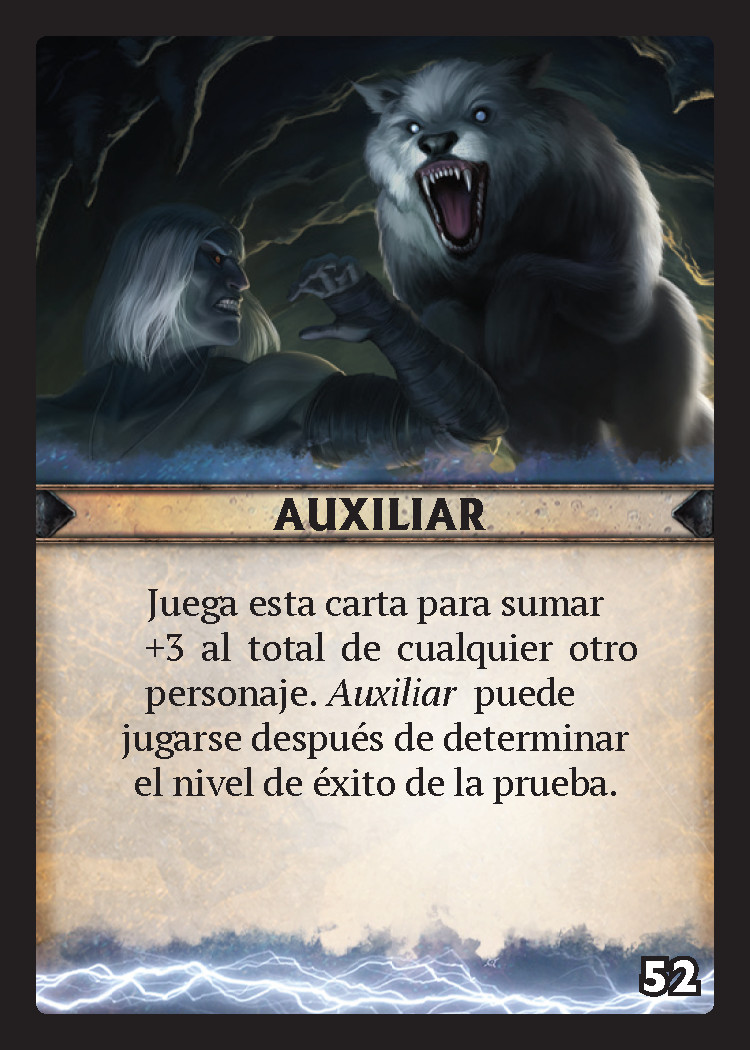 AUXILIAR
Juega esta carta para sumar
+3 al total de cualquier otro
personaje. Auxiliar puede
jugarse después de determinar
el nivel de éxito de la prueba.
52